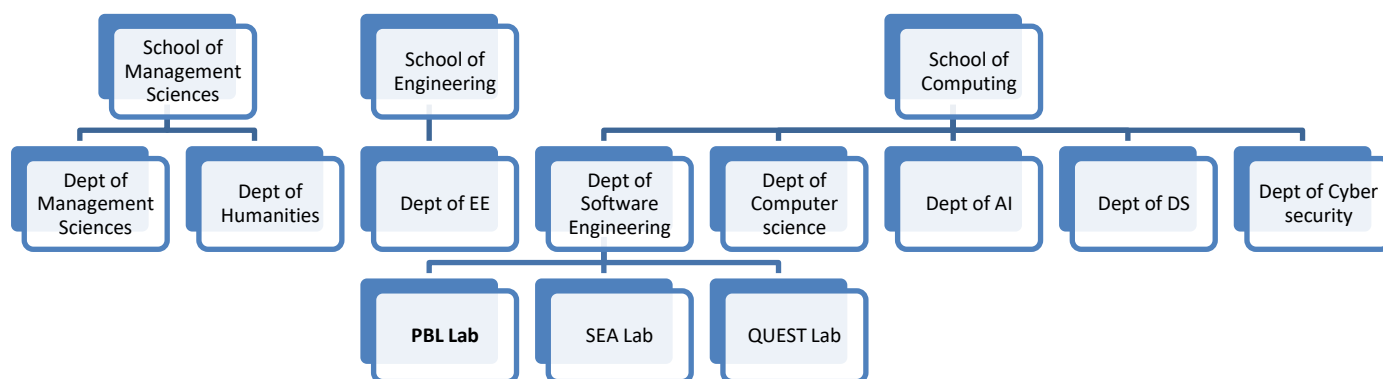 School of
Management
Sciences
School of
Engineering
School of
Computing
Dept of
Management
Sciences
Dept of
Humanities
Dept of EE
Dept of
Software
Engineering
Dept of
Computer
science
Dept of AI
Dept of DS
Dept of Cyber
security
PBL Lab
SEA Lab
QUEST Lab